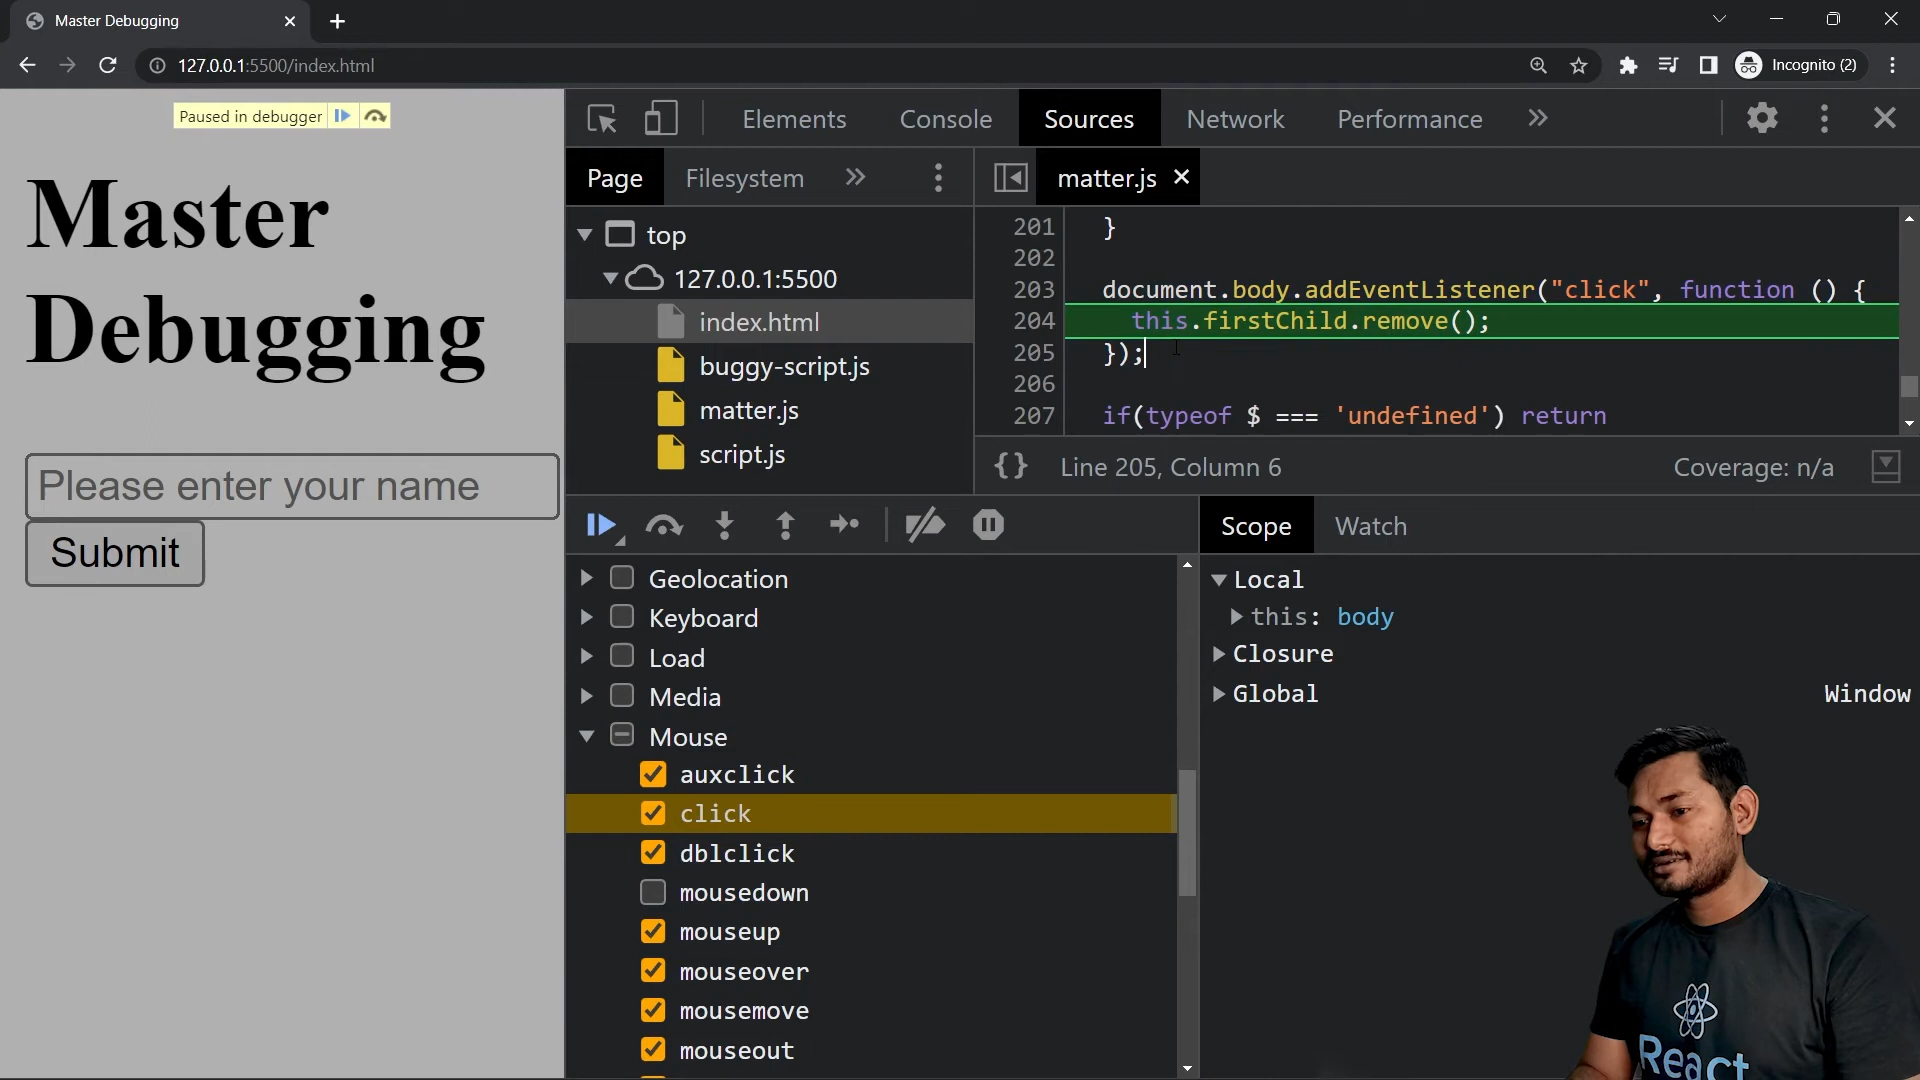 Master Debugging
127.0.0.1:5500/index.html
Incognito (2)
Paused in debugger
Master
Debugging
Please enter your name
Submit
Elements
Console
Sources
Network
Performance
Page
Filesystem
matter.js
top
127.0.0.1:5500
index.html
buggy-script.js
matter.js
script.js
201 }
202
203 document.body.addEventListener("click", function () {
204 this.firstChild.remove();
205 });
206
207 if(typeof $ === 'undefined') return
{} Line 205, Column 6
Coverage: n/a
Geolocation
Keyboard
Load
Media
Mouse
auxclick
click
dblclick
mousedown
mouseup
mouseover
mousemove
mouseout
Scope
Watch
Local
this: body
Closure
Global
Window
React